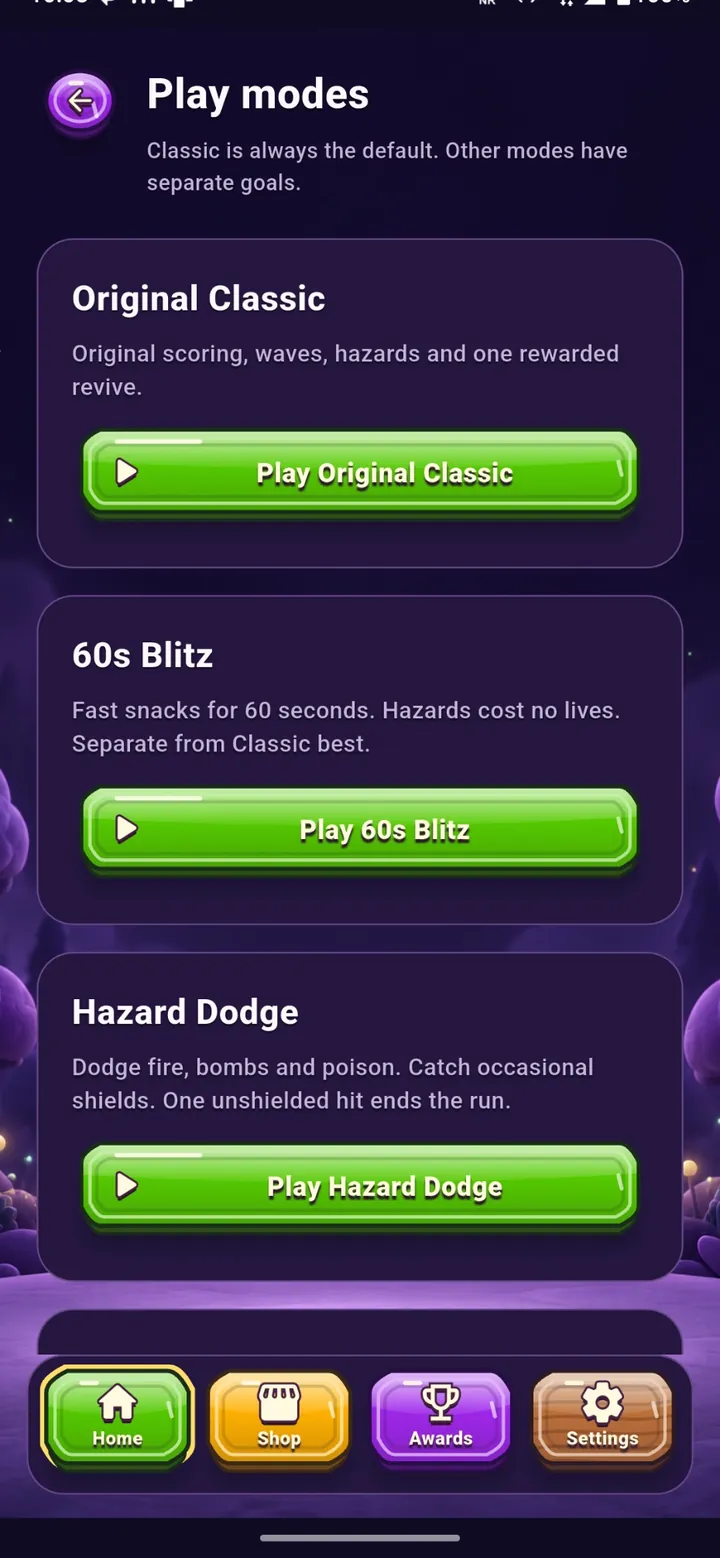 Play modes
Classic is always the default. Other modes have
separate goals.
Original Classic
Original scoring, waves, hazards and one rewarded
revive.
Play Original Classic
60s Blitz
Fast snacks for 60 seconds. Hazards cost no lives.
Separate from Classic best.
Play 60s Blitz
Hazard Dodge
Dodge fire, bombs and poison. Catch occasional
shields. One unshielded hit ends the run.
Play Hazard Dodge
Home
Shop
Awards
Settings